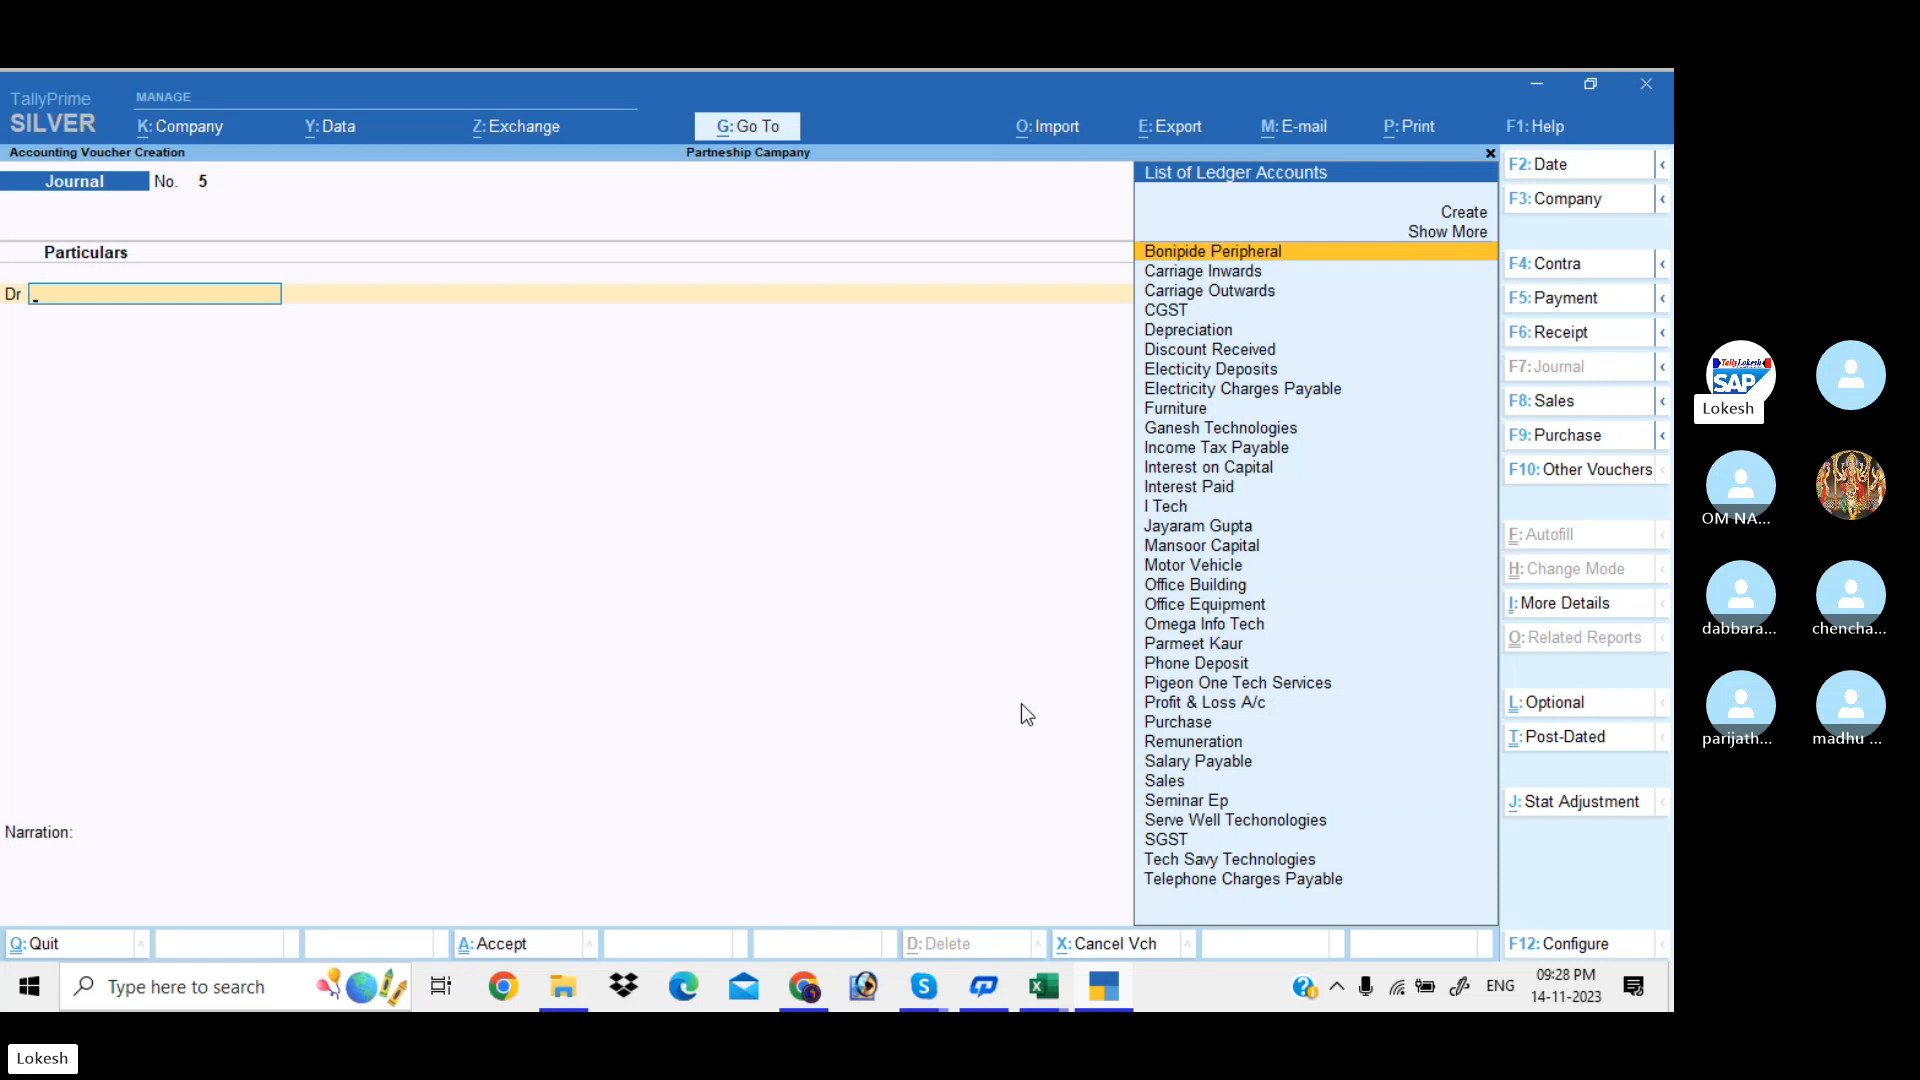 TallyPrime
SILVER
MANAGE
K: Company
Y: Data
Z: Exchange
G: Go To
O: Import
E: Export
M: E-mail
P: Print
F1: Help
Accounting Voucher Creation
Partneship Campany
Journal No. 5
Particulars
Dr
Narration:
List of Ledger Accounts
Create
Show More
Bonipide Peripheral
Carriage Inwards
Carriage Outwards
CGST
Depreciation
Discount Received
Electicity Deposits
Electricity Charges Payable
Furniture
Ganesh Technologies
Income Tax Payable
Interest on Capital
Interest Paid
I Tech
Jayaram Gupta
Mansoor Capital
Motor Vehicle
Office Building
Office Equipment
Omega Info Tech
Parmeet Kaur
Phone Deposit
Pigeon One Tech Services
Profit & Loss A/c
Purchase
Remuneration
Salary Payable
Sales
Seminar Ep
Serve Well Techonologies
SGST
Tech Savy Technologies
Telephone Charges Payable
F2: Date
F3: Company
F4: Contra
F5: Payment
F6: Receipt
F7: Journal
F8: Sales
F9: Purchase
F10: Other Vouchers
F: Autofill
H: Change Mode
I: More Details
O: Related Reports
L: Optional
T: Post-Dated
J: Stat Adjustment
F12: Configure
Q: Quit
A: Accept
D: Delete
X: Cancel Vch
Type here to search
ENG
09:28 PM
14-11-2023
TallyLokesh
SAP
Lokesh
OM NA...
dabbara...
chencha...
parijath...
madhu ...
Lokesh